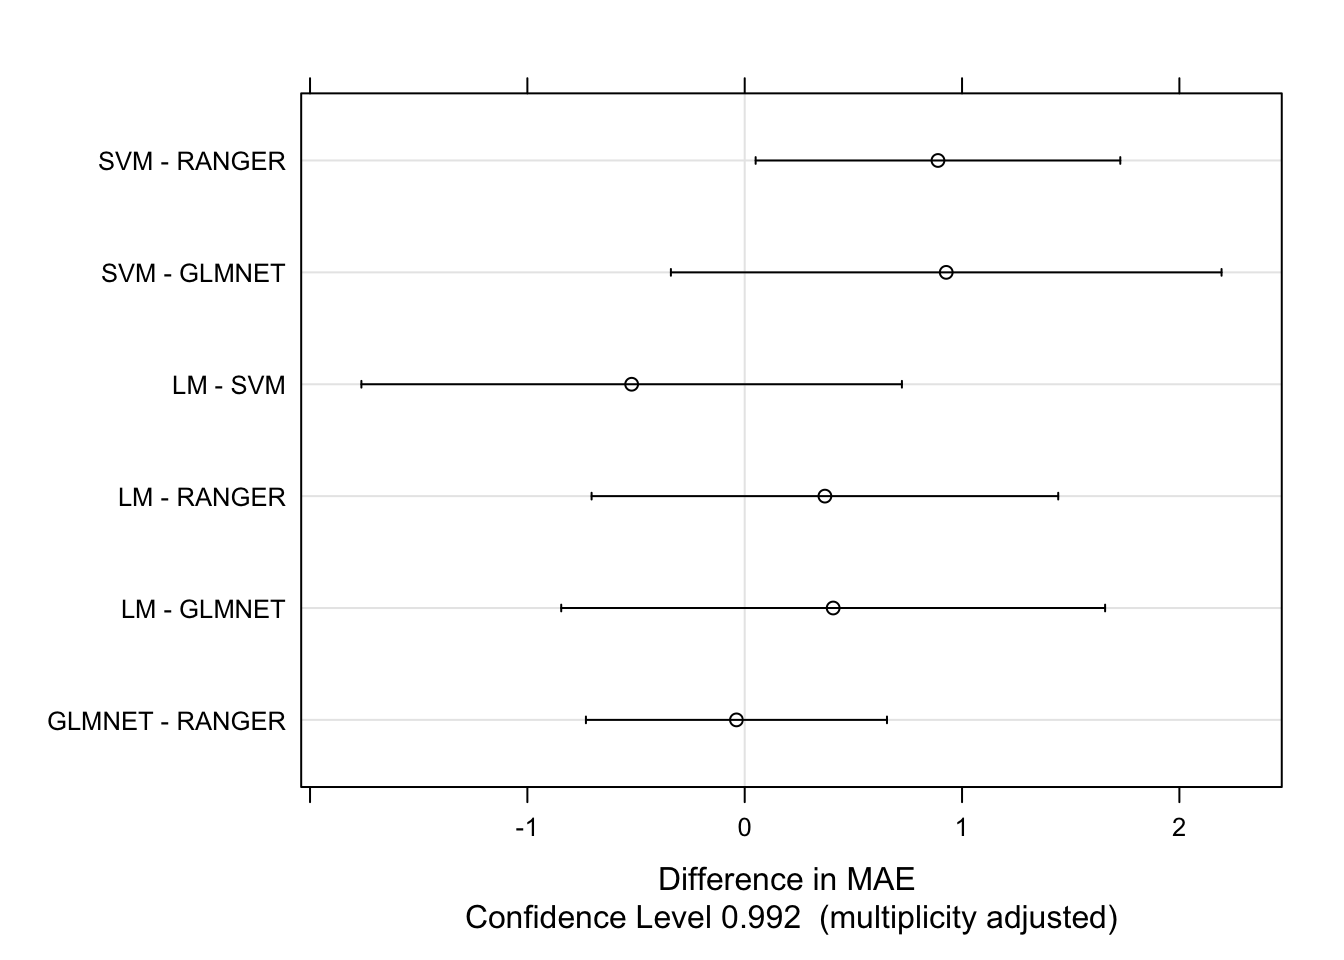 SVM - RANGER
SVM - GLMNET
LM - SVM
LM - RANGER
LM - GLMNET
GLMNET - RANGER
-1 0 1 2
Difference in MAE
Confidence Level 0.992  (multiplicity adjusted)